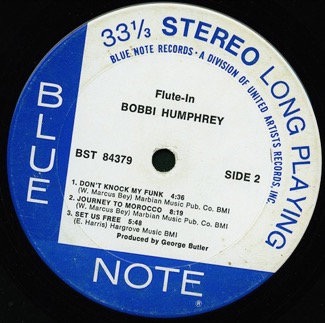 33⅓ STEREO LONG PLAYING
BLUE NOTE RECORDS • A DIVISION OF UNITED ARTISTS RECORDS, INC.
Flute-In
BOBBI HUMPHREY
BST 84379
SIDE 2
1. DON'T KNOCK MY FUNK 4:36
(W. Marcus Bey) Marbian Music Pub. Co. BMI
2. JOURNEY TO MOROCCO 8:19
(W. Marcus Bey) Marbian Music Pub. Co. BMI
3. SET US FREE 5:48
(E. Harris) Hargrove Music BMI
Produced by George Butler
BLUE
NOTE®